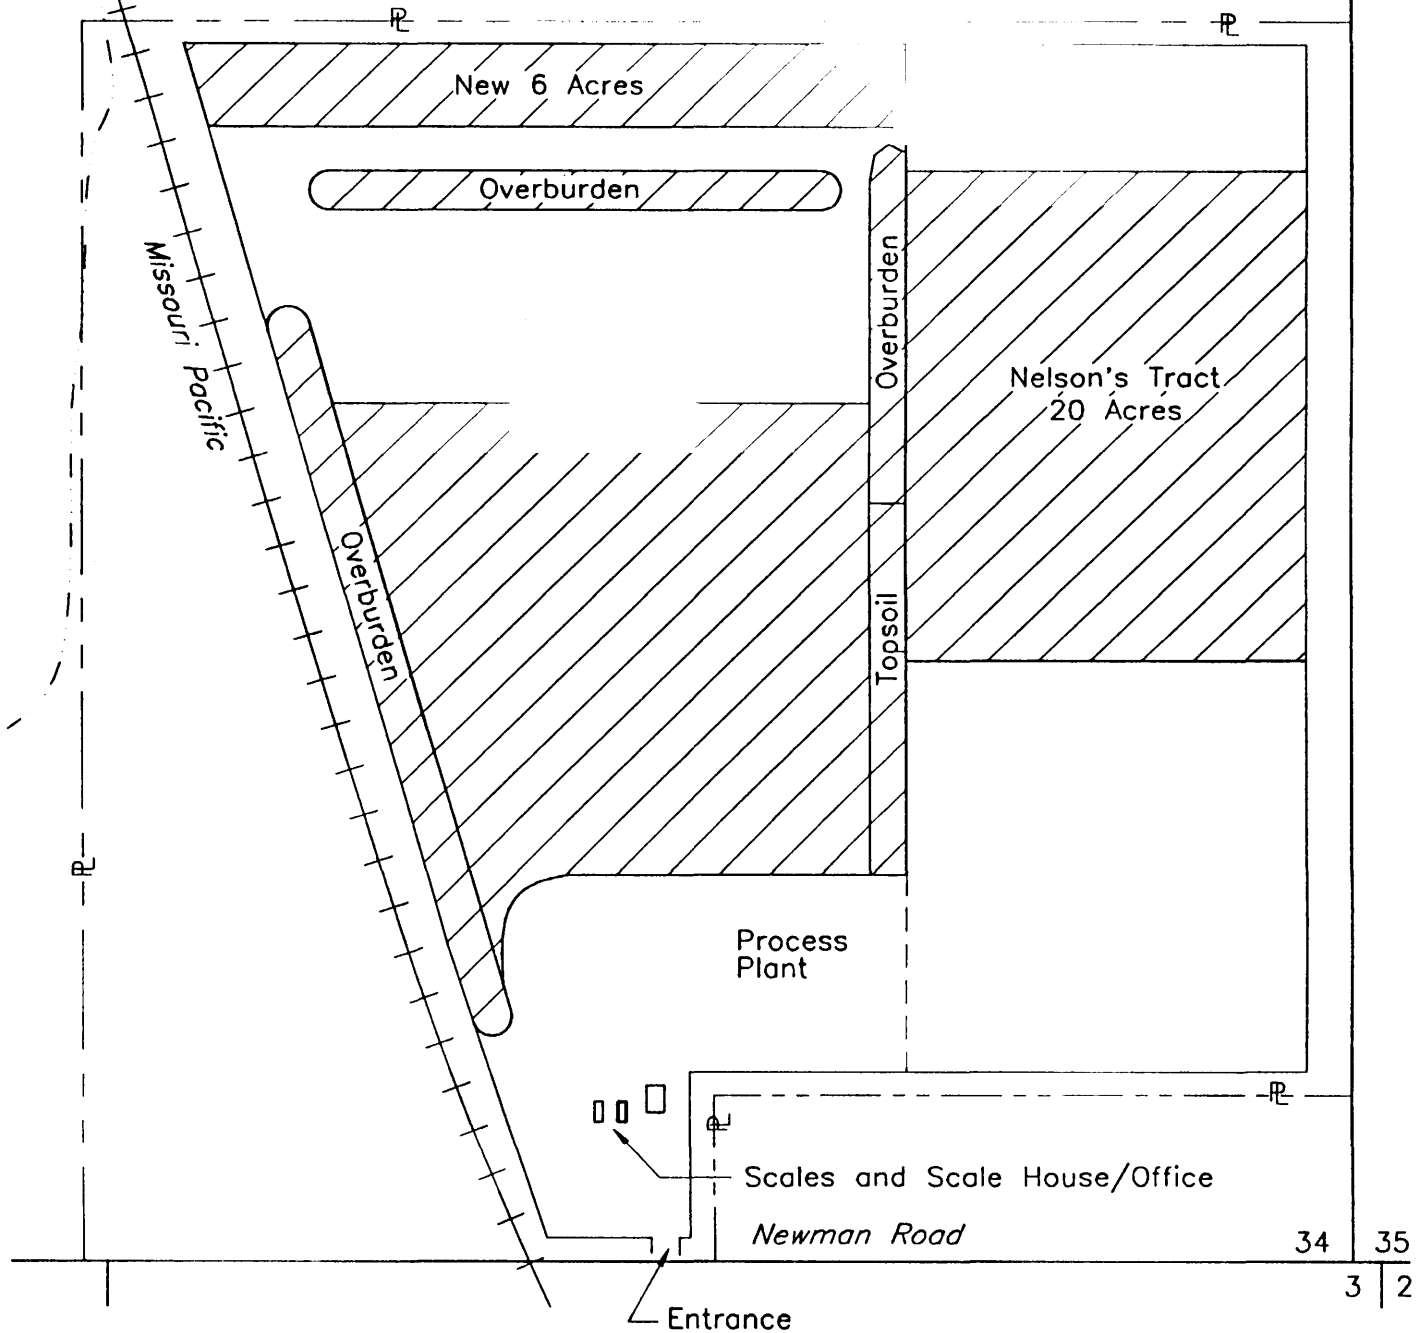 PL
PL
New 6 Acres
Overburden
Overburden
Missouri Pacific
Nelson's Tract
20 Acres
Overburden
Topsoil
PL
Process
Plant
PL
PL
Scales and Scale House/Office
Newman Road
34 35
3 2
Entrance